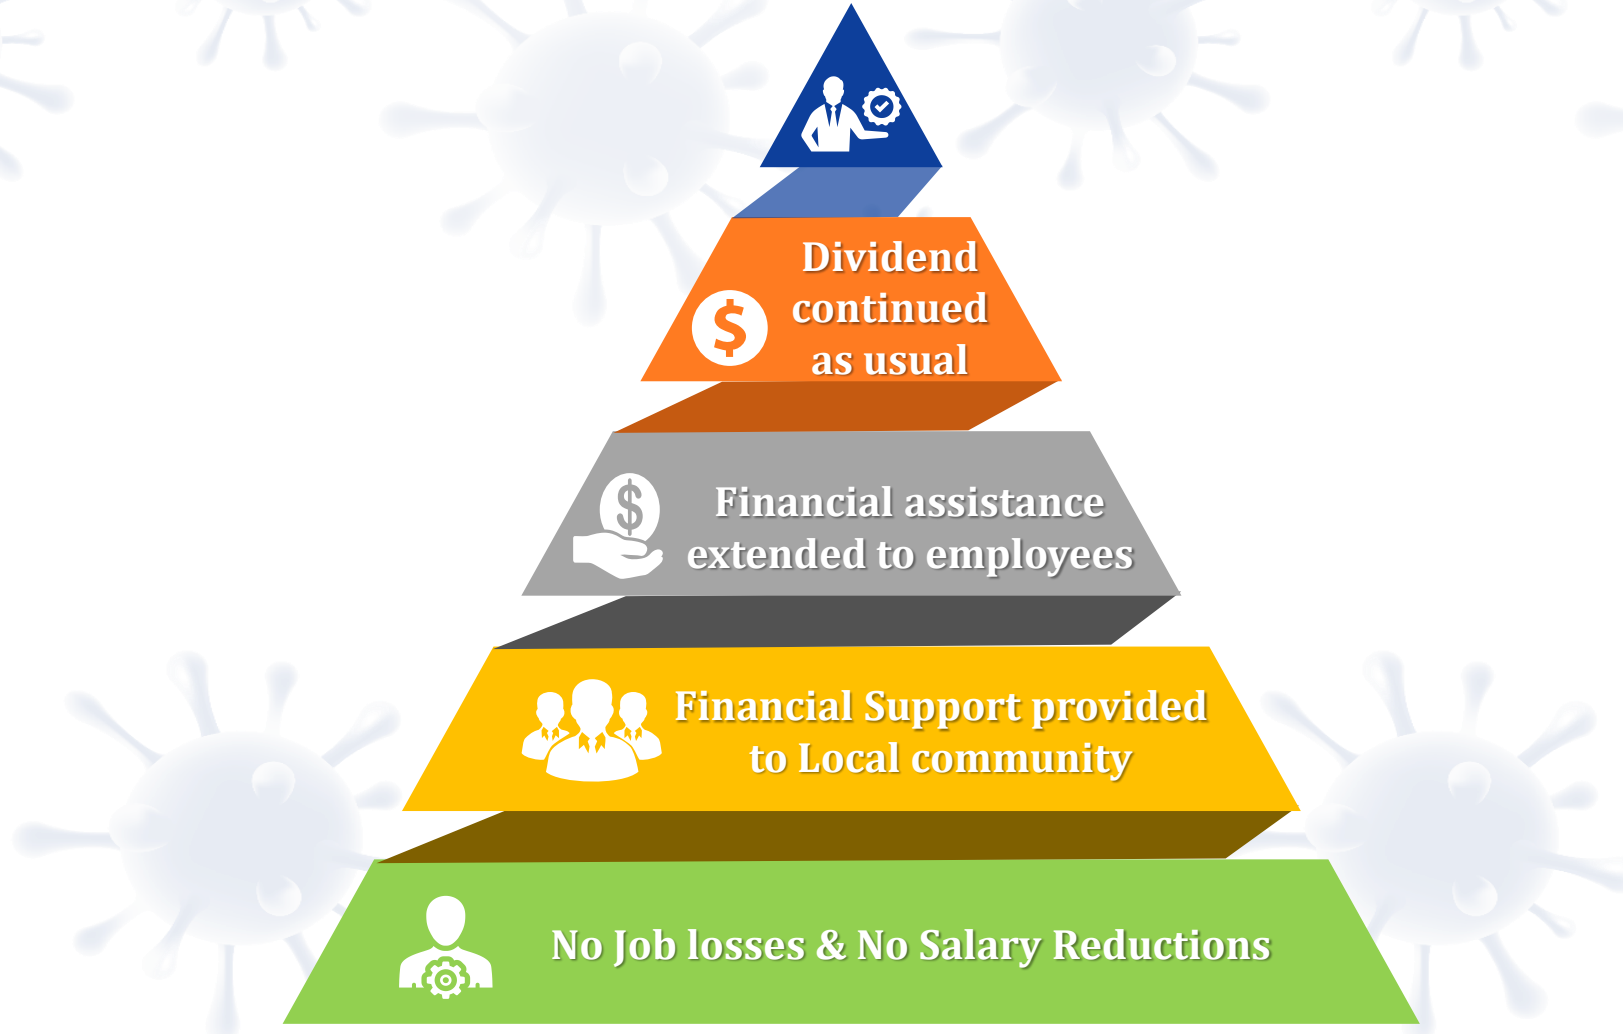 Dividend
continued
as usual
Financial assistance
extended to employees
Financial Support provided
to Local community
No Job losses & No Salary Reductions